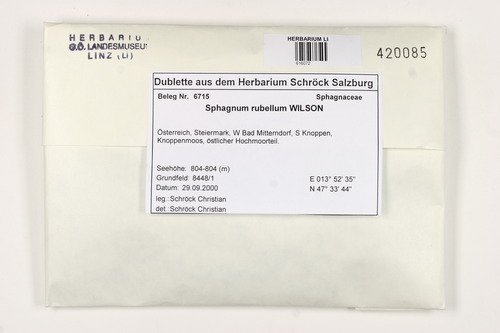 HERBARIU
O.Ö. LANDESMUSEU
LINZ (LI)
HERBARIUM LI
616072
420085
Dublette aus dem Herbarium Schröck Salzburg
Beleg Nr. 6715 Sphagnaceae
Sphagnum rubellum WILSON
Österreich, Steiermark, W Bad Mitterndorf, S Knoppen,
Knoppenmoos, östlicher Hochmoorteil.
Seehöhe: 804-804 (m)
Grundfeld: 8448/1 E 013° 52' 35"
Datum: 29.09.2000 N 47° 33' 44"
leg.:Schröck Christian
det.:Schröck Christian